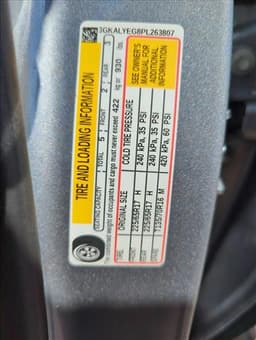 3GKALYEG8PL263807
TIRE AND LOADING INFORMATION
SEATING CAPACITY TOTAL 5 FRONT 2 REAR 3
The combined weight of occupants and cargo must never exceed 422 kg or 930 lbs.
TIRE ORIGINAL SIZE COLD TIRE PRESSURE
FRONT 225/65R17 H 240 KPA, 35 PSI
REAR 225/65R17 H 240 KPA, 35 PSI
SPARE T135/70R16 M 420 KPA, 60 PSI
SEE OWNER'S
MANUAL FOR
ADDITIONAL
INFORMATION